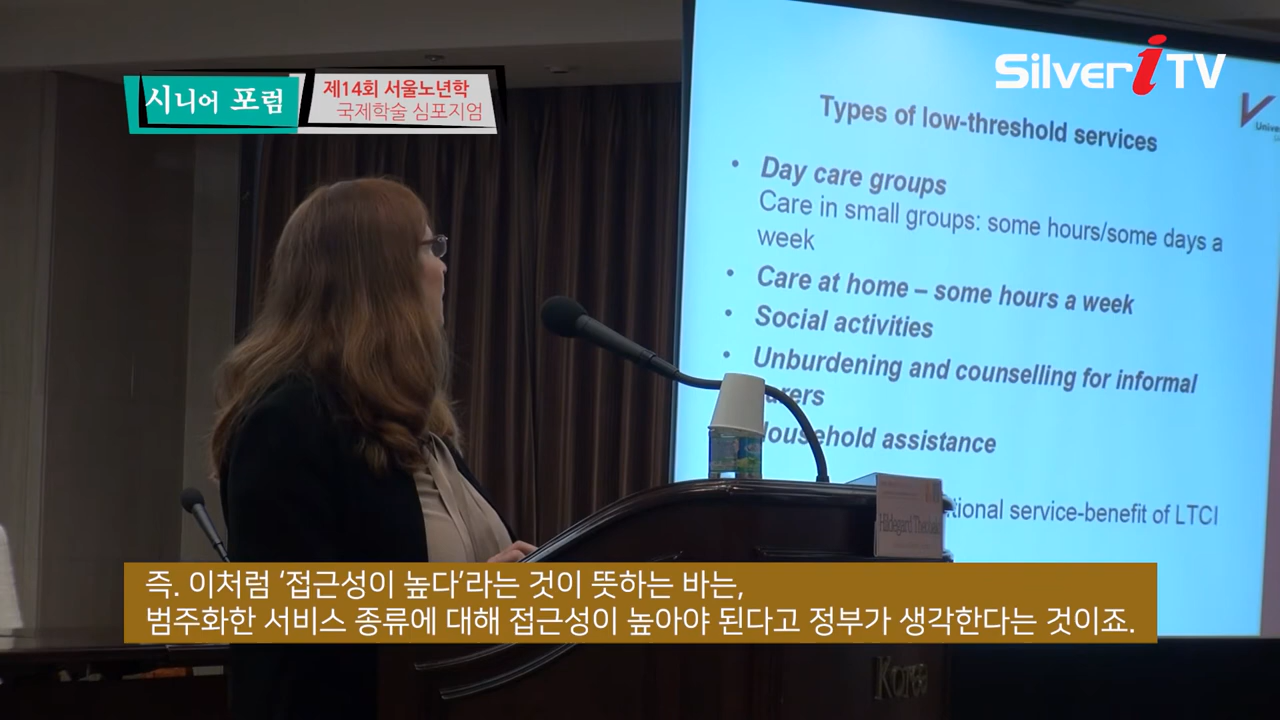 시니어 포럼
제14회 서울노년학
국제학술 심포지엄
Silver i TV
Types of low-threshold services
• Day care groups
Care in small groups: some hours/some days a
week
• Care at home – some hours a week
• Social activities
• Unburdening and counselling for informal
Household assistance
service-benefit of LTCI
Hildegard
즉. 이처럼 ‘접근성이 높다’라는 것이 뜻하는 바는,
범주화한 서비스 종류에 대해 접근성이 높아야 된다고 정부가 생각한다는 것이죠.
Korea